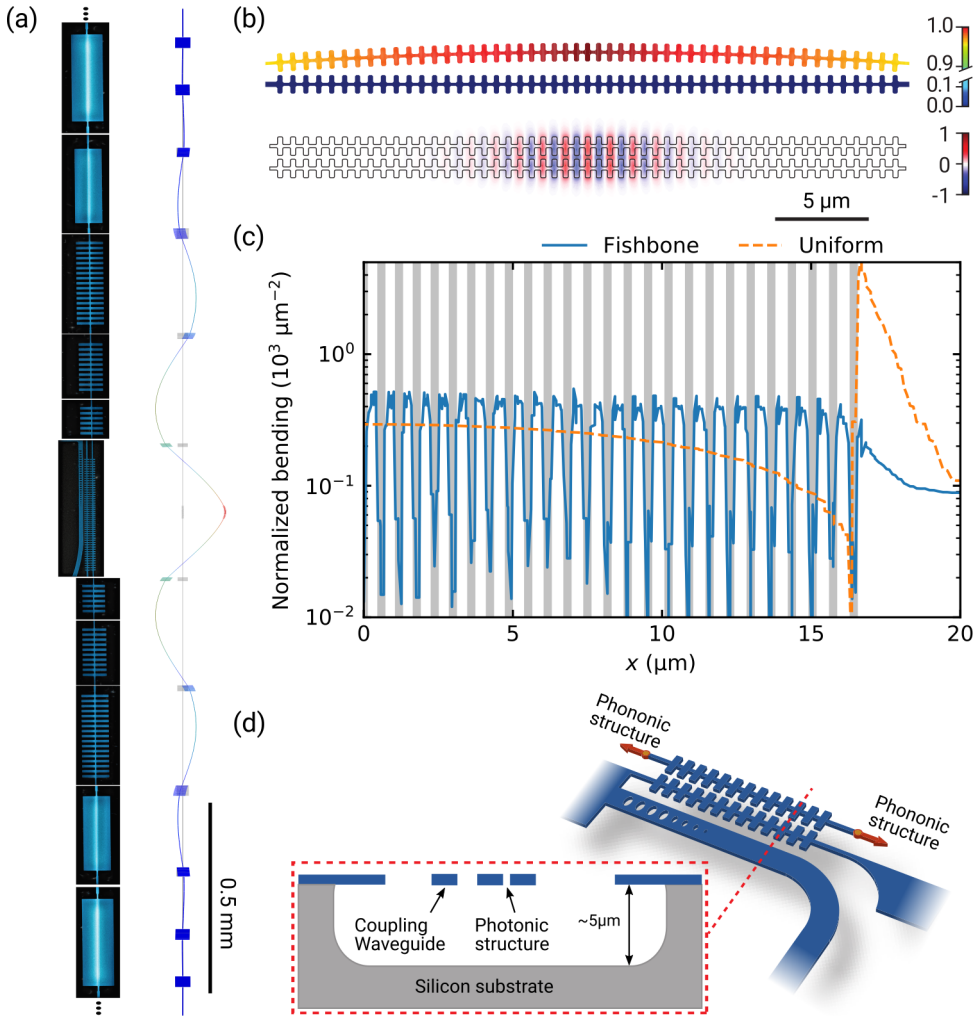 (a)
0.5 mm
(b)
1.0
0.9
0.1
0.0
1
0
-1
5 μm
(c)
Fishbone
Uniform
Normalized bending (10³ μm⁻²)
10⁰
10⁻¹
10⁻²
0
5
10
15
20
x (μm)
(d)
Phononic
structure
Phononic
structure
Coupling
Waveguide
Photonic
structure
~5μm
Silicon substrate